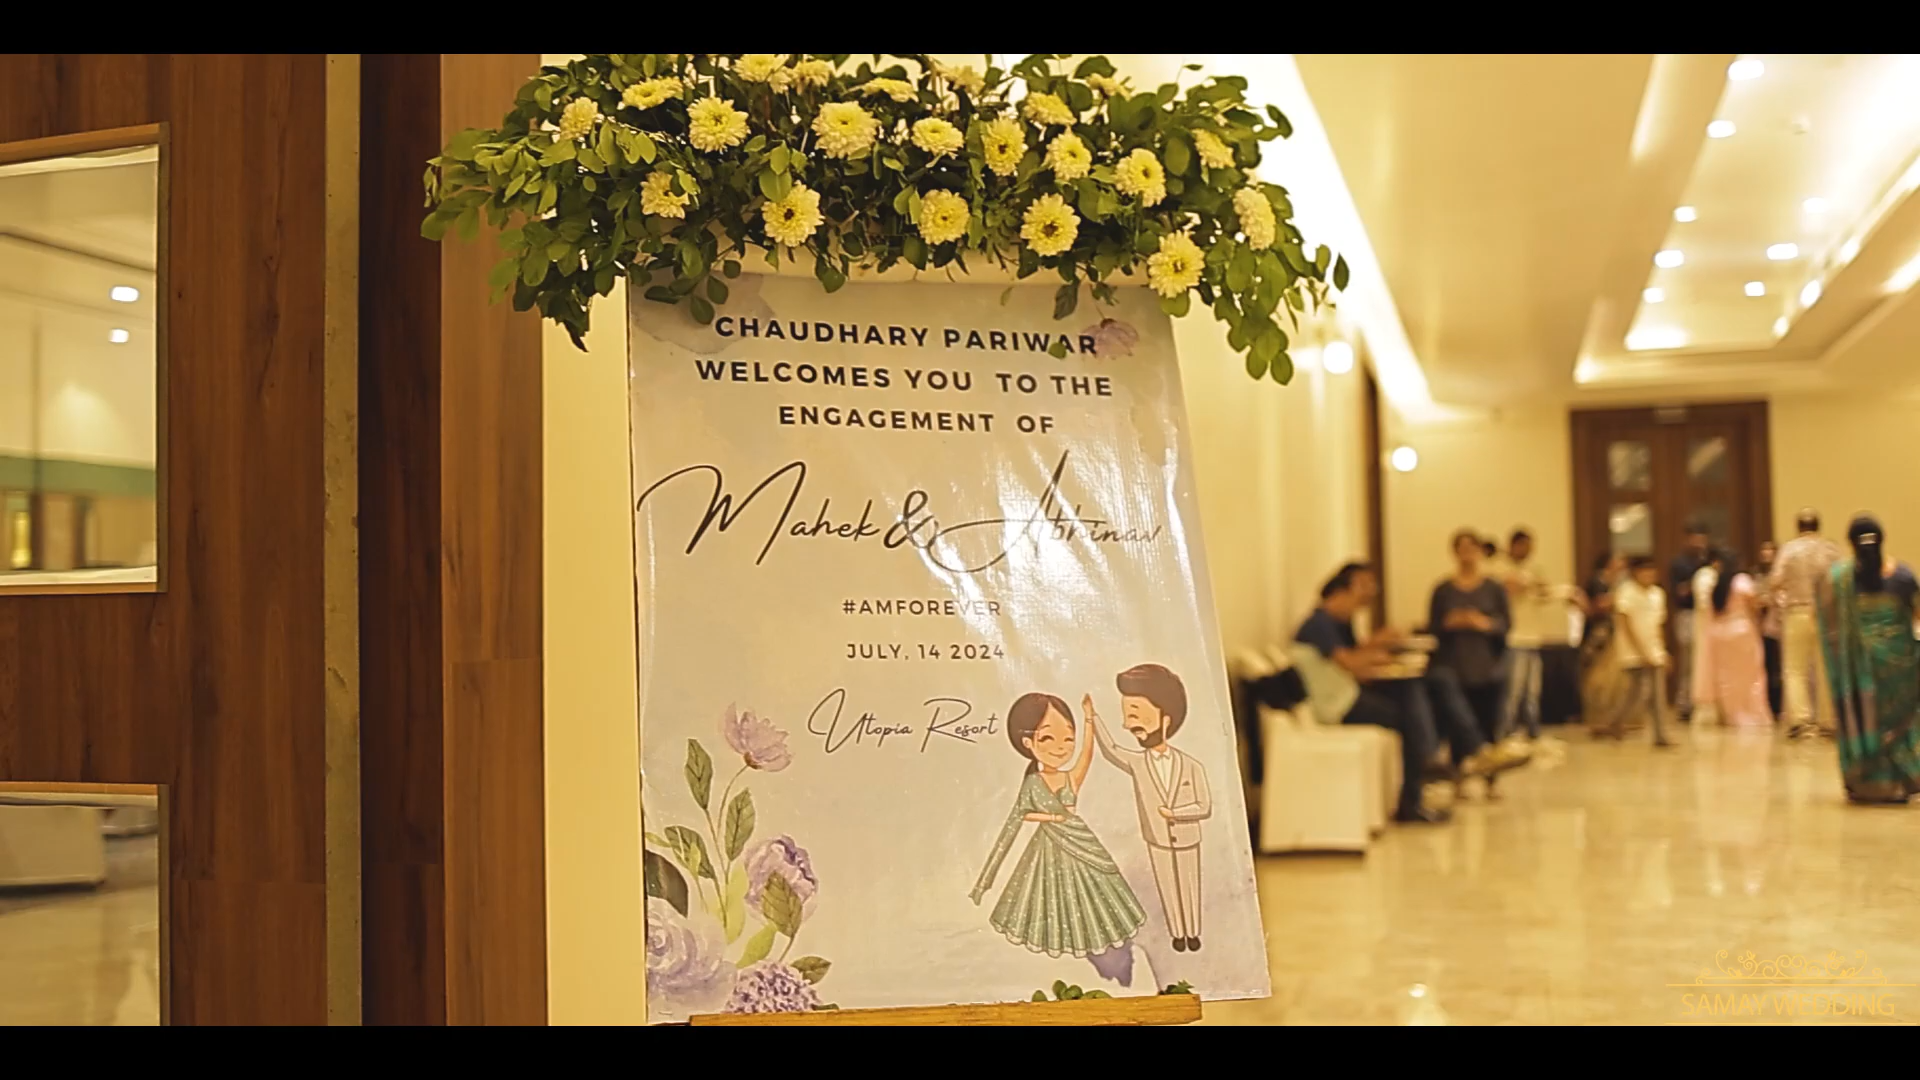 CHAUDHARY PARIWAR
WELCOMES YOU TO THE
ENGAGEMENT OF
Mahek & Abhinav
#AMFOREVER
JULY, 14 2024
Utopia Resort
SAMAY WEDDING